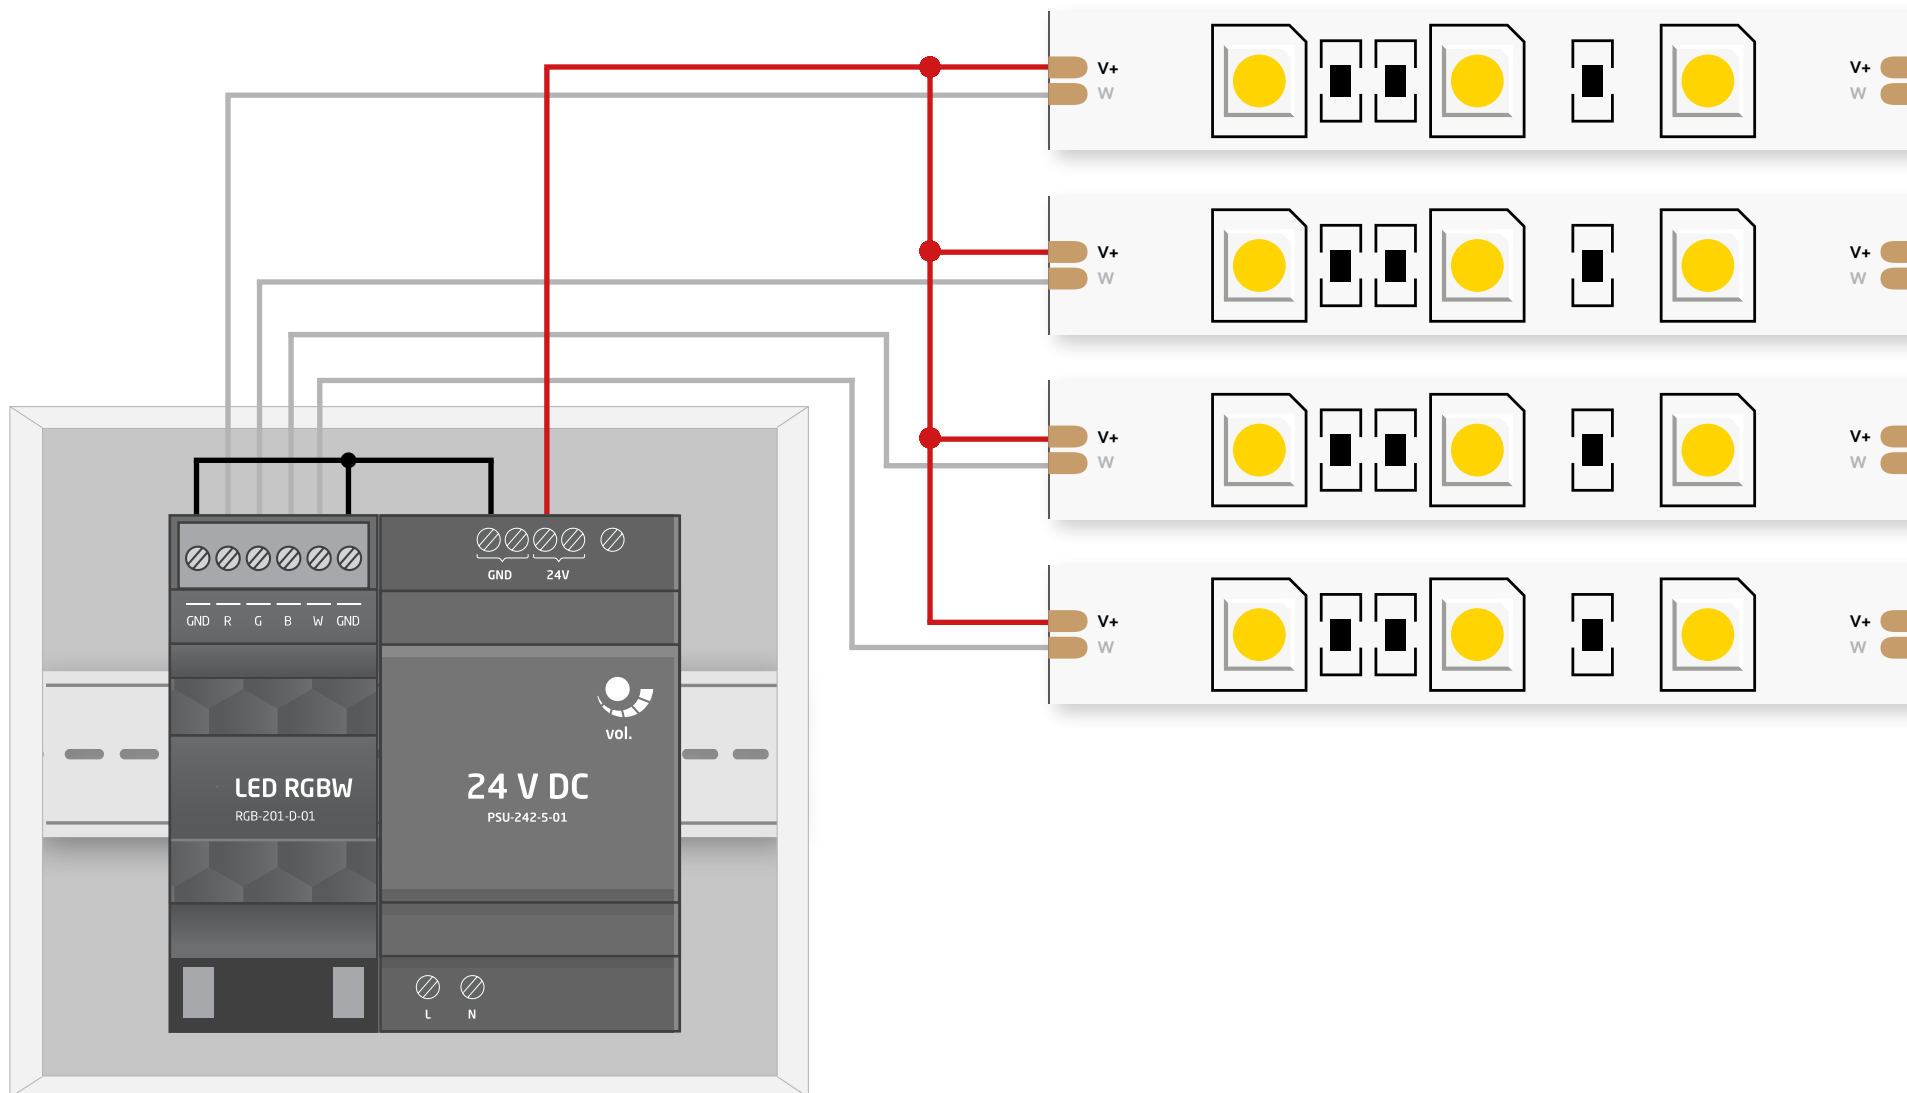 V+ V+
W W
V+ V+
W W
V+ V+
W W
GND 24V
GND R G B W GND
V+ V+
W W
vol.
LED RGBW
24 V DC
RGB-201-D-01
PSU-242-5-01
L N